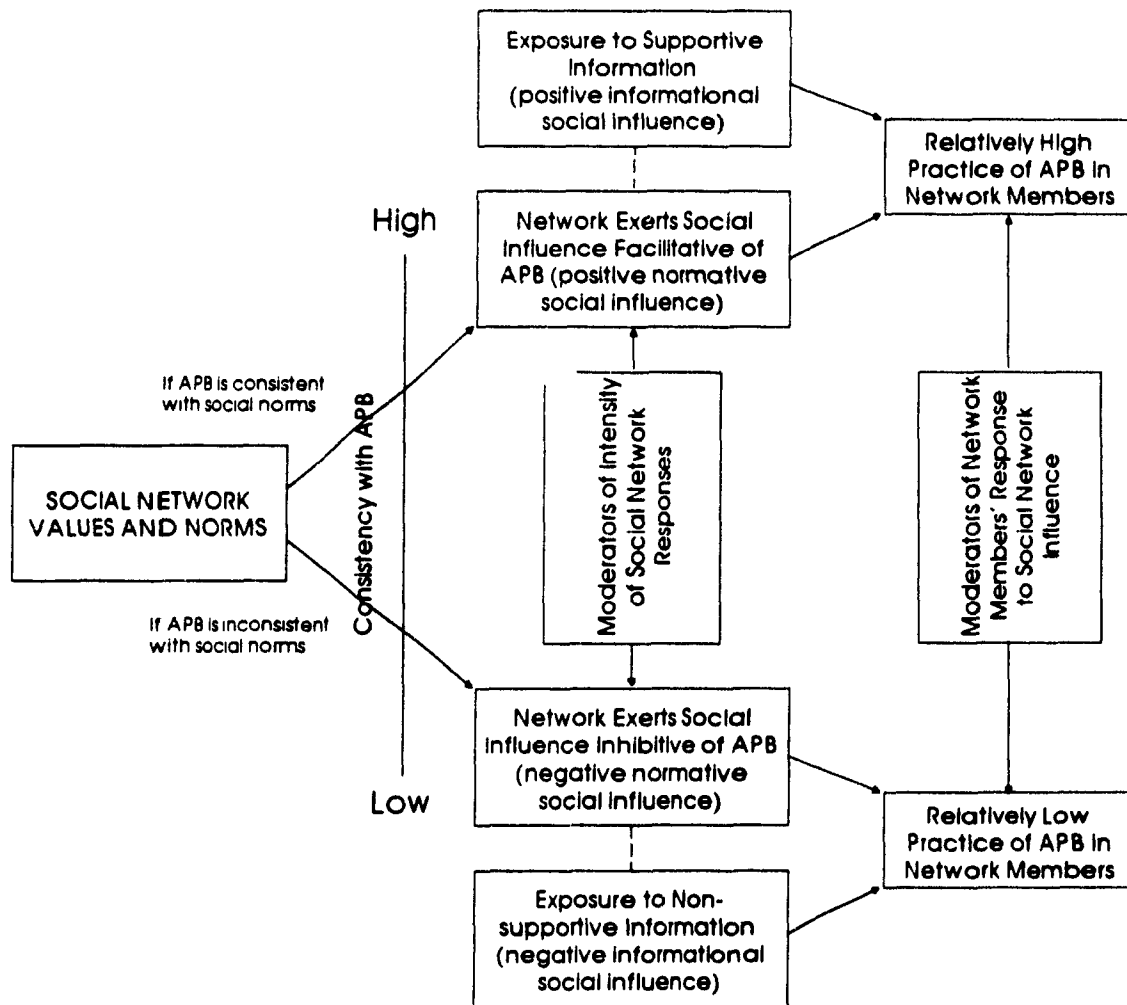 Exposure to Supportive
Information
(positive informational
social influence)
Relatively High
Practice of APB in
Network Members
High
Network Exerts Social
Influence Facilitative of
APB (positive normative
social influence)
If APB is consistent
with social norms
Consistency with APB
Moderators of Intensity
of Social Network
Responses
Moderators of Network
Members' Response
to Social Network
Influence
SOCIAL NETWORK
VALUES AND NORMS
If APB is inconsistent
with social norms
Network Exerts Social
Influence Inhibitive of APB
(negative normative
social influence)
Low
Relatively Low
Practice of APB in
Network Members
Exposure to Non-
supportive Information
(negative informational
social influence)